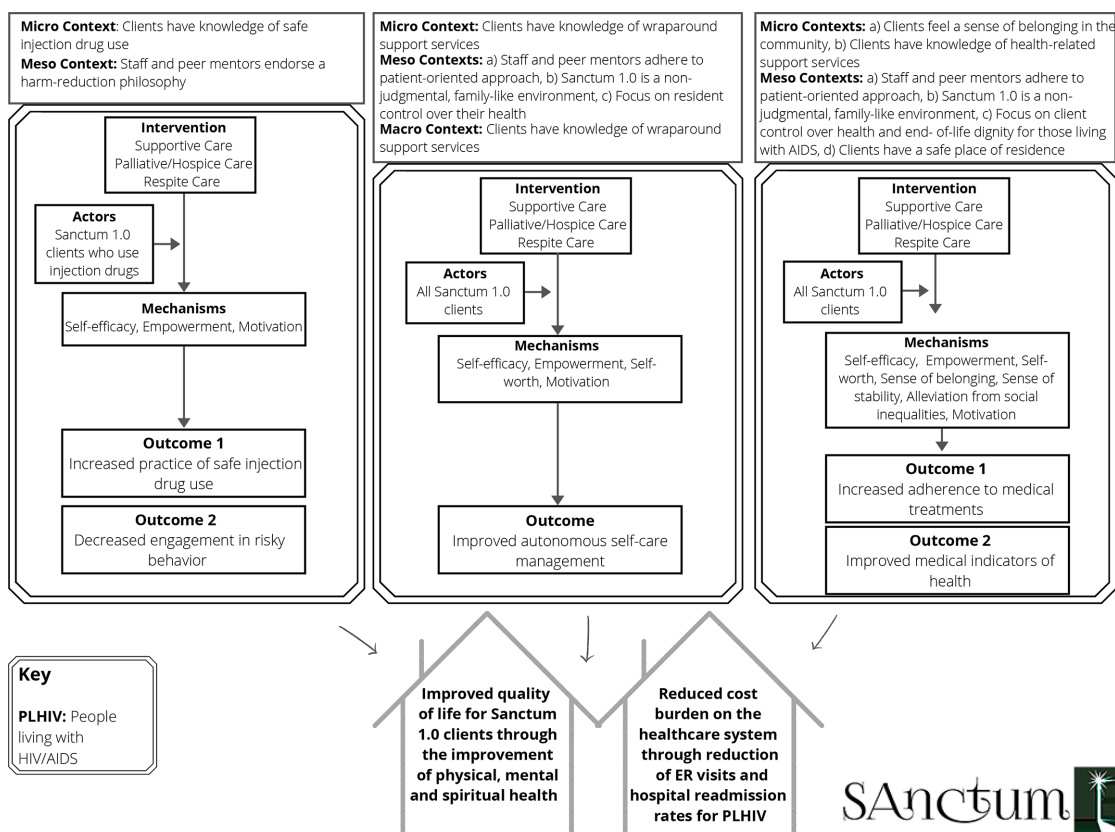 Micro Context: Clients have knowledge of safe
injection drug use
Meso Context: Staff and peer mentors endorse a
harm-reduction philosophy
Intervention
Supportive Care
Palliative/Hospice Care
Respite Care
Actors
Sanctum 1.0
clients who use
injection drugs
Mechanisms
Self-efficacy, Empowerment, Motivation
Outcome 1
Increased practice of safe injection
drug use
Outcome 2
Decreased engagement in risky
behavior
Micro Context: Clients have knowledge of wraparound
support services
Meso Contexts: a) Staff and peer mentors adhere to
patient-oriented approach, b) Sanctum 1.0 is a non-
judgmental, family-like environment, c) Focus on resident
control over their health
Macro Context: Clients have knowledge of wraparound
support services
Intervention
Supportive Care
Palliative/Hospice Care
Respite Care
Actors
All Sanctum 1.0
clients
Mechanisms
Self-efficacy, Empowerment, Self-
worth, Motivation
Outcome
Improved autonomous self-care
management
Micro Contexts: a) Clients feel a sense of belonging in the
community, b) Clients have knowledge of health-related
support services
Meso Contexts: a) Staff and peer mentors adhere to
patient-oriented approach, b) Sanctum 1.0 is a non-
judgmental, family-like environment, c) Focus on client
control over health and end- of-life dignity for those living
with AIDS, d) Clients have a safe place of residence
Intervention
Supportive Care
Palliative/Hospice Care
Respite Care
Actors
All Sanctum 1.0
clients
Mechanisms
Self-efficacy, Empowerment, Self-
worth, Sense of belonging, Sense of
stability, Alleviation from social
inequalities, Motivation
Outcome 1
Increased adherence to medical
treatments
Outcome 2
Improved medical indicators of
health
Key
PLHIV: People
living with
HIV/AIDS
Improved quality
of life for Sanctum
1.0 clients through
the improvement
of physical, mental
and spiritual health
Reduced cost
burden on the
healthcare system
through reduction
of ER visits and
hospital readmission
rates for PLHIV
SAnctum